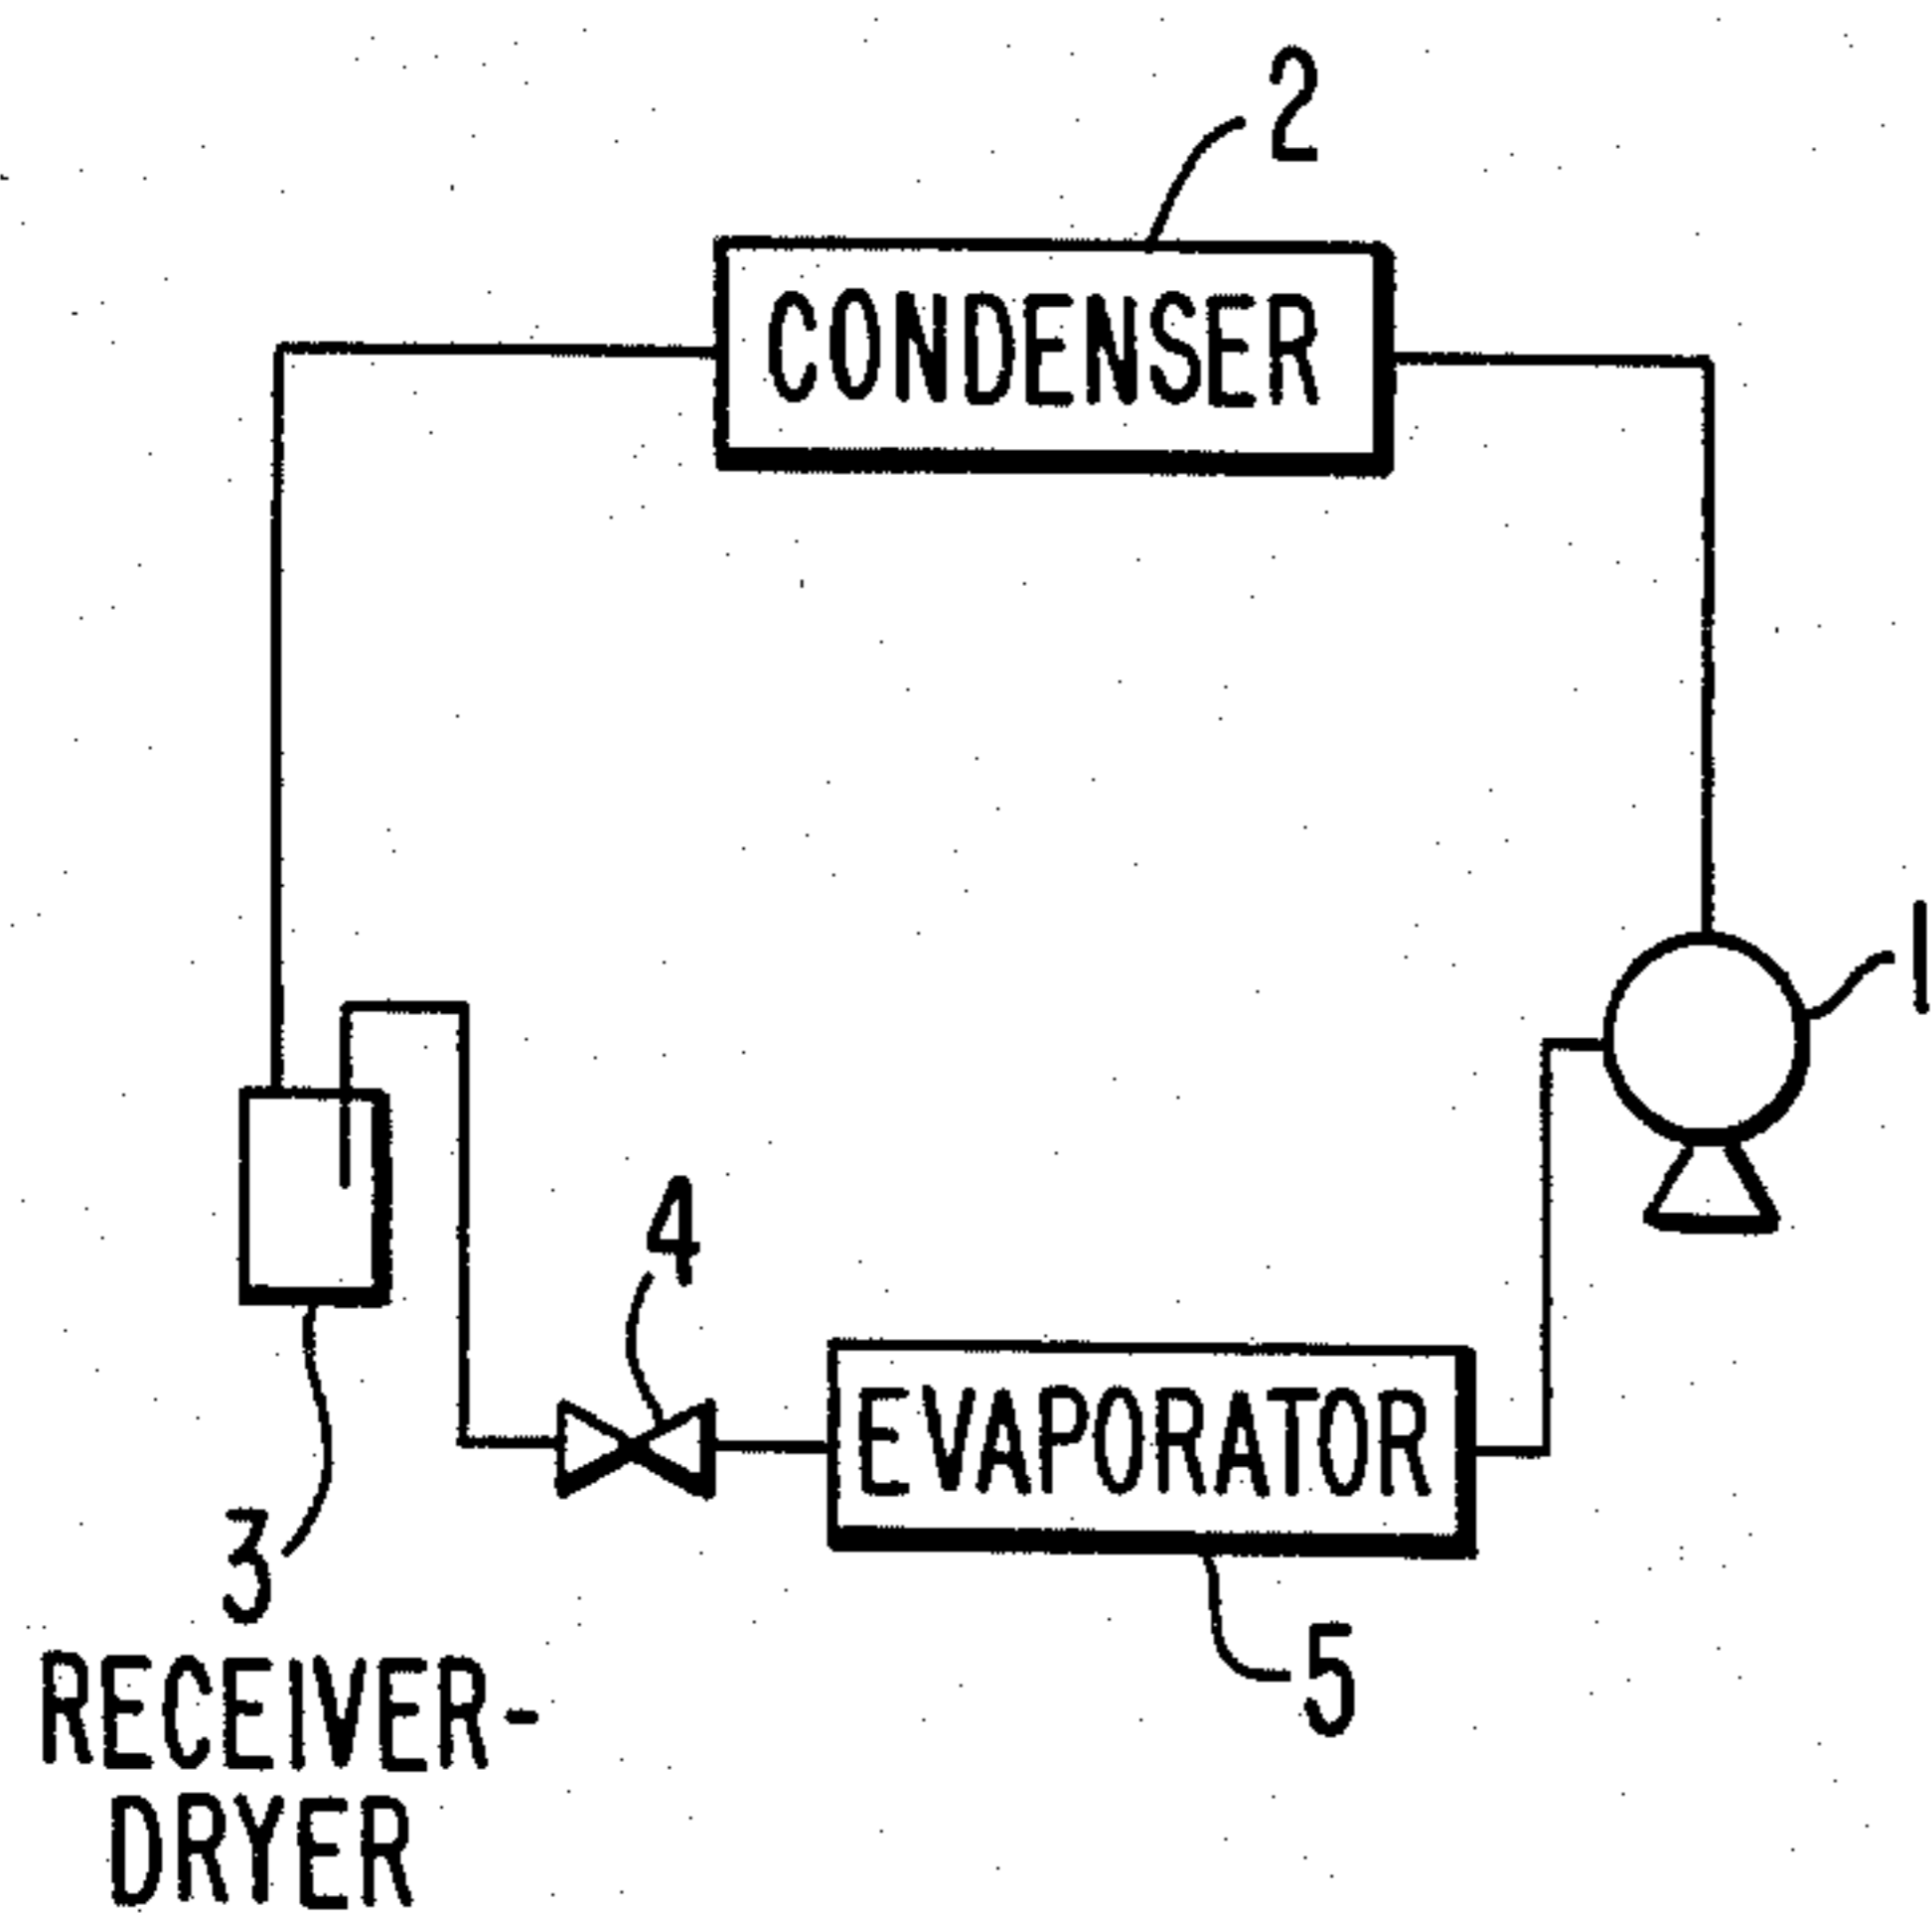 2
CONDENSER
1
4
EVAPORATOR
3
5
RECEIVER-
DRYER